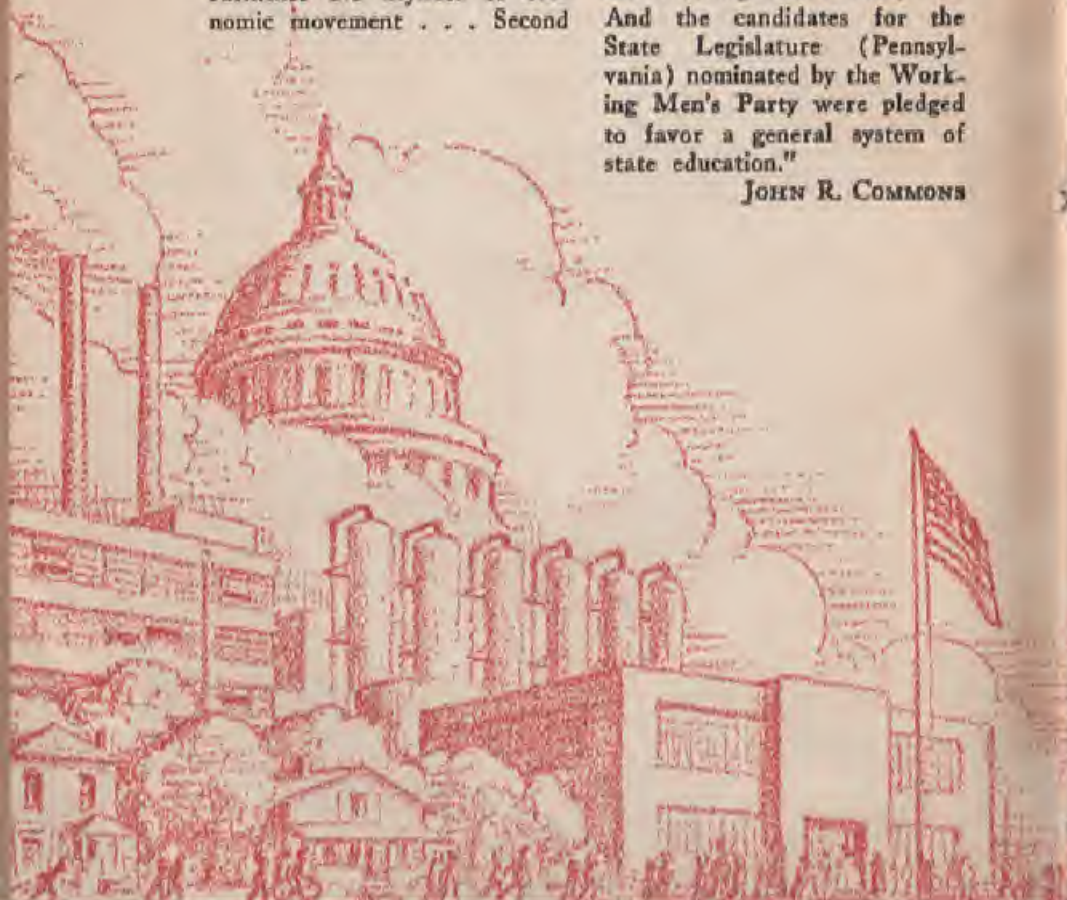 nomic movement . . . Second
And the candidates for the
State Legislature (Pennsyl-
vania) nominated by the Work-
ing Men's Party were pledged
to favor a general system of
state education."
JOHN R. COMMONS